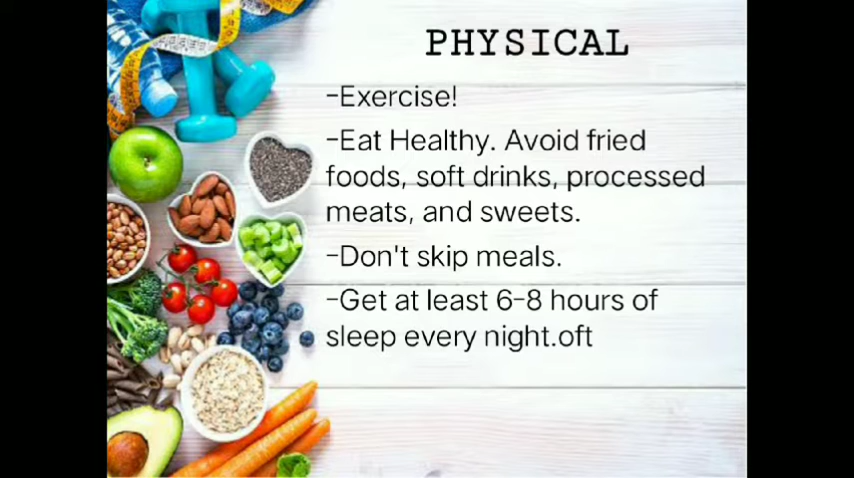 PHYSICAL
-Exercise!
-Eat Healthy. Avoid fried
foods, soft drinks, processed
meats, and sweets.
-Don't skip meals.
-Get at least 6-8 hours of
sleep every night.oft